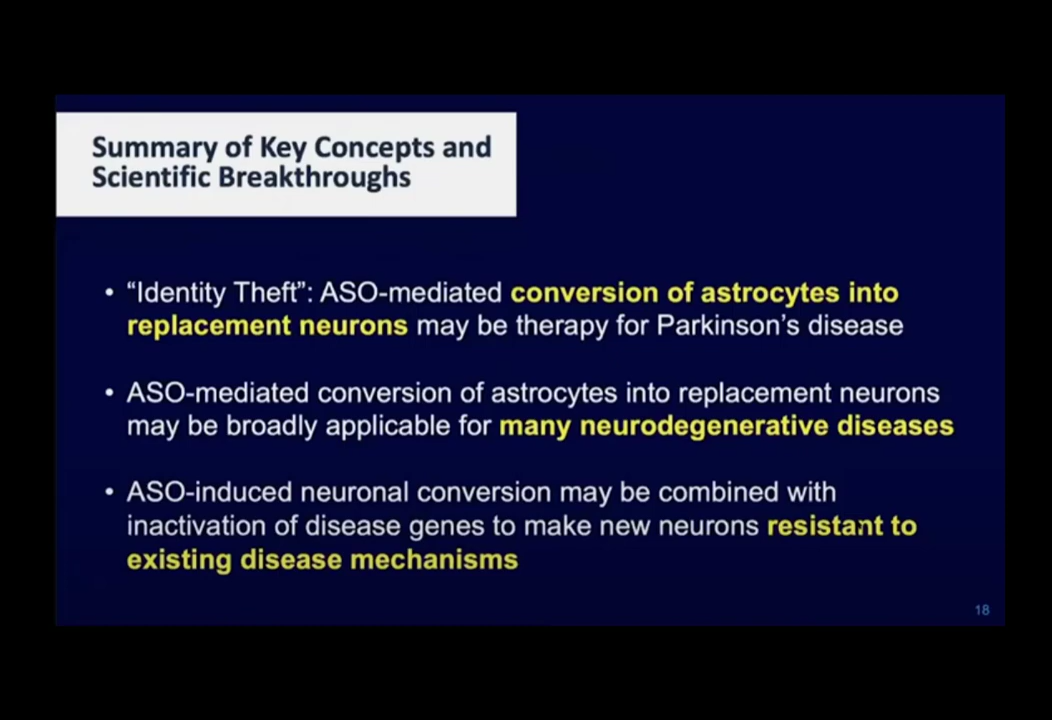 Summary of Key Concepts and
Scientific Breakthroughs
• “Identity Theft”: ASO-mediated conversion of astrocytes into
replacement neurons may be therapy for Parkinson’s disease
• ASO-mediated conversion of astrocytes into replacement neurons
may be broadly applicable for many neurodegenerative diseases
• ASO-induced neuronal conversion may be combined with
inactivation of disease genes to make new neurons resistant to
existing disease mechanisms
18